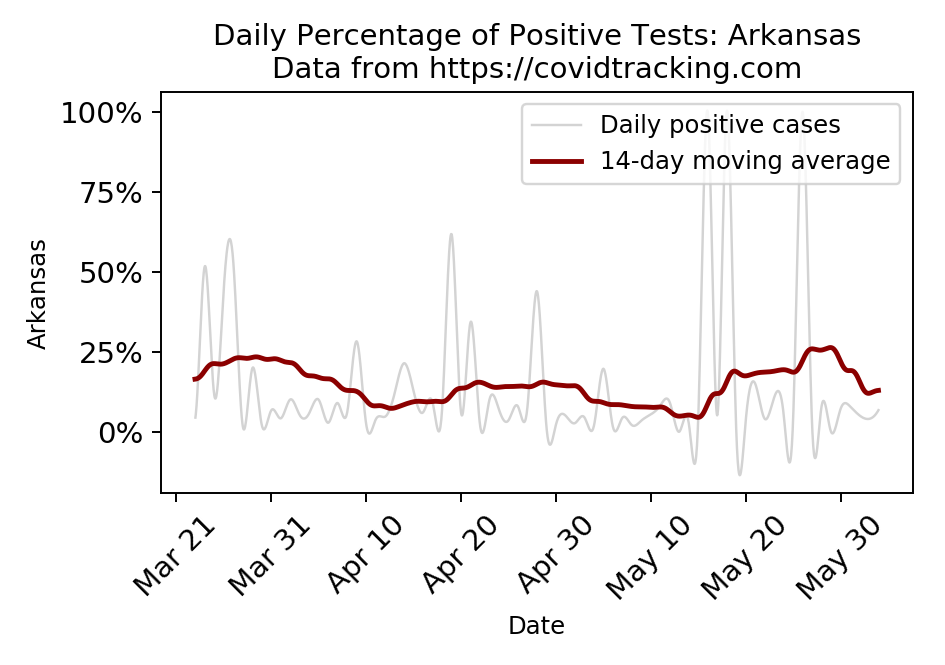 Daily Percentage of Positive Tests: Arkansas
Data from https://covidtracking.com
100%
75%
50%
25%
0%
Arkansas
Daily positive cases
14-day moving average
Mar 21
Mar 31
Apr 10
Apr 20
Apr 30
May 10
May 20
May 30
Date